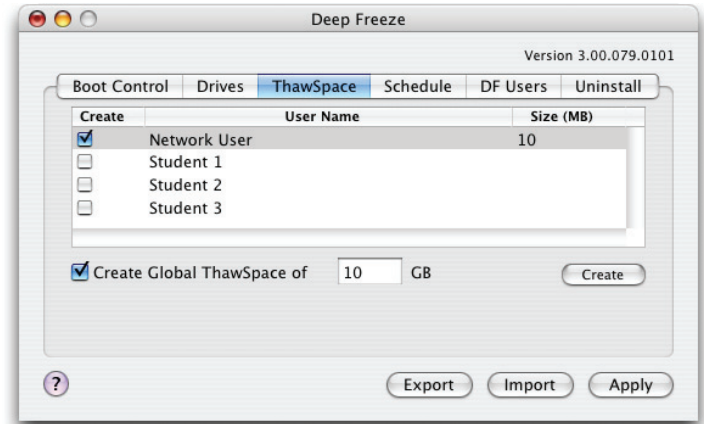 Deep Freeze
Version 3.00.079.0101
Boot Control Drives ThawSpace Schedule DF Users Uninstall
Create User Name Size (MB)
Network User 10
Student 1
Student 2
Student 3
Create Global ThawSpace of 10 GB Create
? Export Import Apply